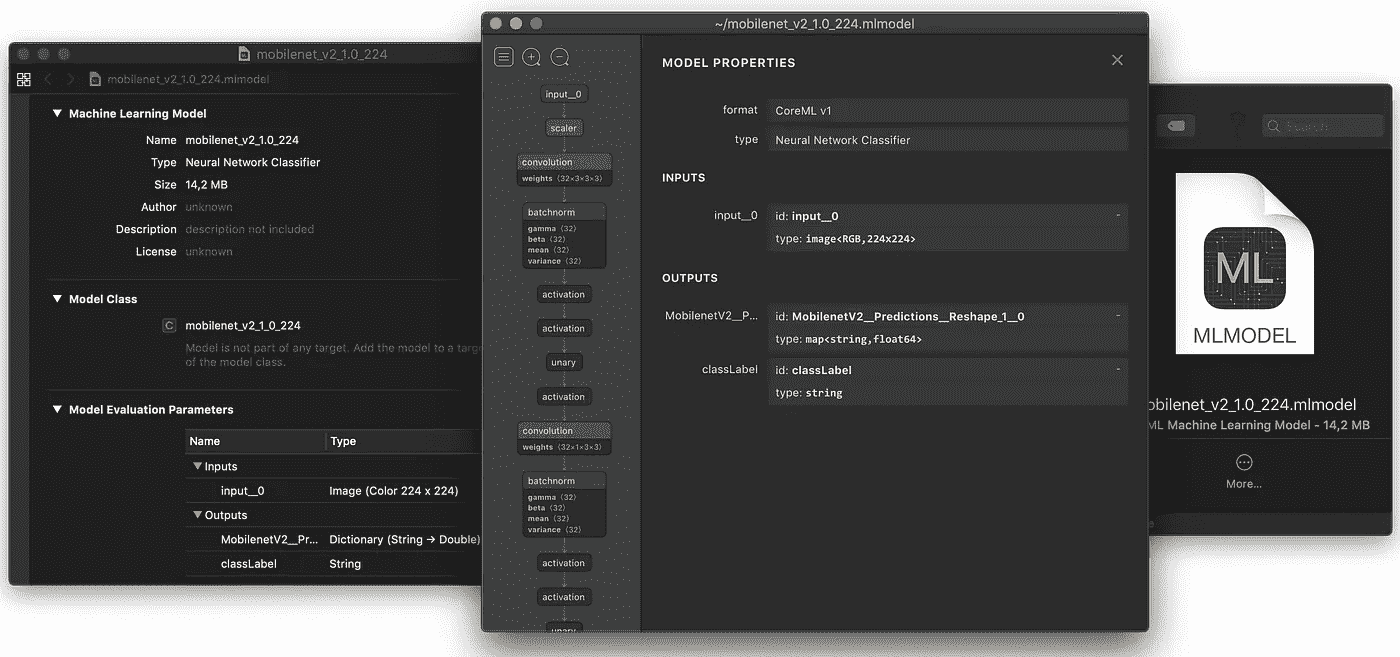 mobilenet_v2_1.0_224
mobilenet_v2_1.0_224.mlmodel
Machine Learning Model
Name mobilenet_v2_1.0_224
Type Neural Network Classifier
Size 14,2 MB
Author unknown
Description description not included
License unknown
Model Class
C mobilenet_v2_1_0_224
Model is not part of any target. Add the model to a targe
of the model class.
Model Evaluation Parameters
Name Type
Inputs
input__0 Image (Color 224 x 224)
Outputs
MobilenetV2__Pr... Dictionary (String → Double)
classLabel String
~/mobilenet_v2_1.0_224.mlmodel
input__0
scaler
convolution
weights ⟨32×3×3×3⟩
batchnorm
gamma ⟨32⟩
beta ⟨32⟩
mean ⟨32⟩
variance ⟨32⟩
activation
activation
unary
activation
convolution
weights ⟨32×1×3×3⟩
batchnorm
gamma ⟨32⟩
beta ⟨32⟩
mean ⟨32⟩
variance ⟨32⟩
activation
activation
unary
MODEL PROPERTIES
format CoreML v1
type Neural Network Classifier
INPUTS
input__0 id: input__0 -
type: image<RGB,224x224>
OUTPUTS
MobilenetV2__P... id: MobilenetV2__Predictions__Reshape_1__0 -
type: map<string,float64>
classLabel id: classLabel -
type: string
Search
ML
MLMODEL
obilenet_v2_1.0_224.mlmodel
ML Machine Learning Model - 14,2 MB
More...